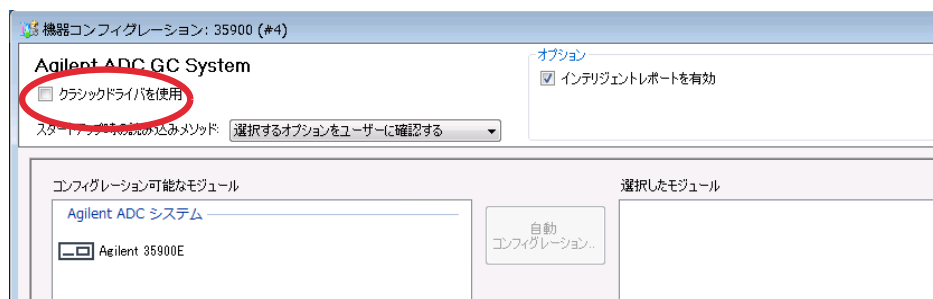 機器コンフィグレーション: 35900 (#4)
Agilent ADC GC System
クラシックドライバを使用
スタートアップ時の読み込みメソッド: 選択するオプションをユーザーに確認する
オプション
インテリジェントレポートを有効
コンフィグレーション可能なモジュール
Agilent ADC システム
Agilent 35900E
自動
コンフィグレーション..
選択したモジュール